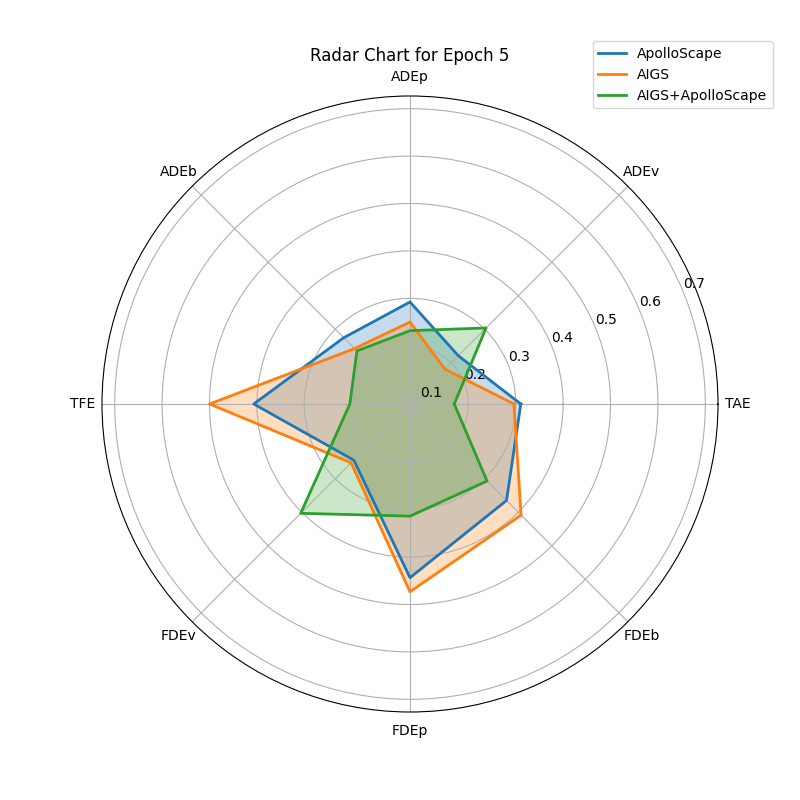 Radar Chart for Epoch 5
ApolloScape
AIGS
AIGS+ApolloScape
ADEp
ADEb
ADEv
0.7
0.6
0.5
0.4
0.3
0.2
0.1
TFE
TAE
FDEv
FDEb
FDEp